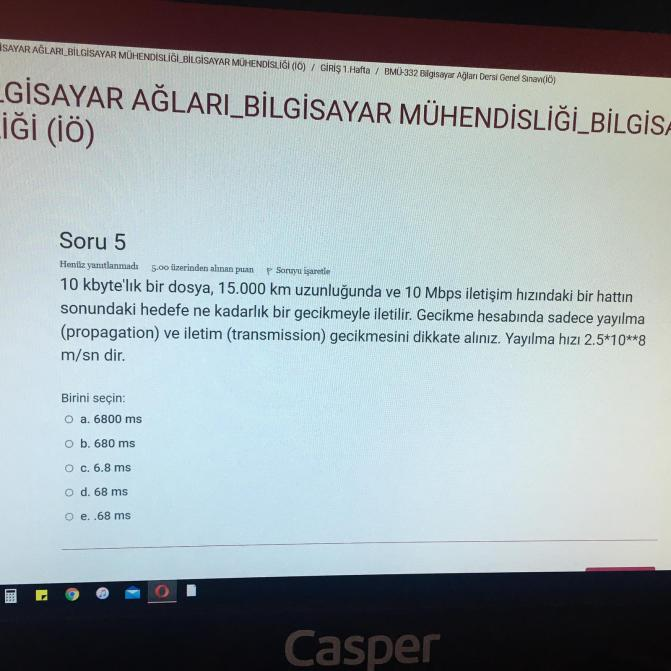 İSAYAR AĞLARI_BİLGİSAYAR MÜHENDİSLİĞİ_BİLGİSAYAR MÜHENDİSLİĞİ (İÖ) / GİRİŞ 1.Hafta / BMÜ-332 Bilgisayar Ağları Dersi Genel Sınavı(İÖ)
LGİSAYAR AĞLARI_BİLGİSAYAR MÜHENDİSLİĞİ_BİLGİSA
İĞİ (İÖ)
Soru 5
Henüz yanıtlanmadı 5.00 üzerinden alınan puan Soruyu işaretle
10 kbyte'lık bir dosya, 15.000 km uzunluğunda ve 10 Mbps iletişim hızındaki bir hattın
sonundaki hedefe ne kadarlık bir gecikmeyle iletilir. Gecikme hesabında sadece yayılma
(propagation) ve iletim (transmission) gecikmesini dikkate alınız. Yayılma hızı 2.5*10**8
m/sn dir.
Birini seçin:
a. 6800 ms
b. 680 ms
c. 6.8 ms
d. 68 ms
e. .68 ms
Casper